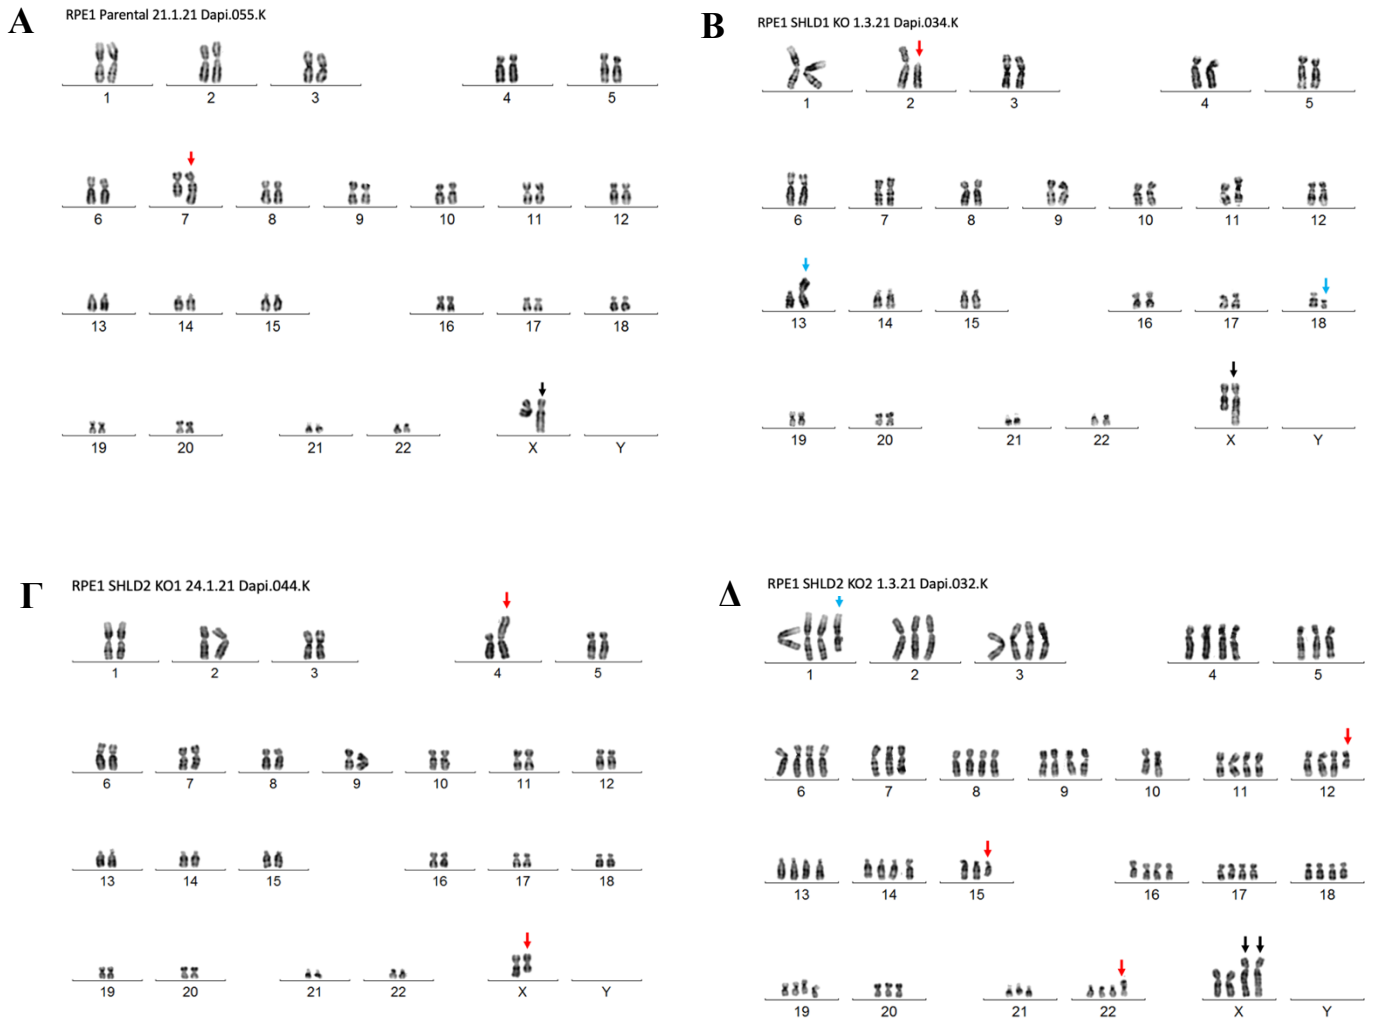 A
RPE1 Parental 21.1.21 Dapi.055.K
1 2 3 4 5
6 7 8 9 10 11 12
13 14 15 16 17 18
19 20 21 22 X Y
B
RPE1 SHLD1 KO 1.3.21 Dapi.034.K
1 2 3 4 5
6 7 8 9 10 11 12
13 14 15 16 17 18
19 20 21 22 X Y
Γ
RPE1 SHLD2 KO1 24.1.21 Dapi.044.K
1 2 3 4 5
6 7 8 9 10 11 12
13 14 15 16 17 18
19 20 21 22 X Y
Δ
RPE1 SHLD2 KO2 1.3.21 Dapi.032.K
1 2 3 4 5
6 7 8 9 10 11 12
13 14 15 16 17 18
19 20 21 22 X Y